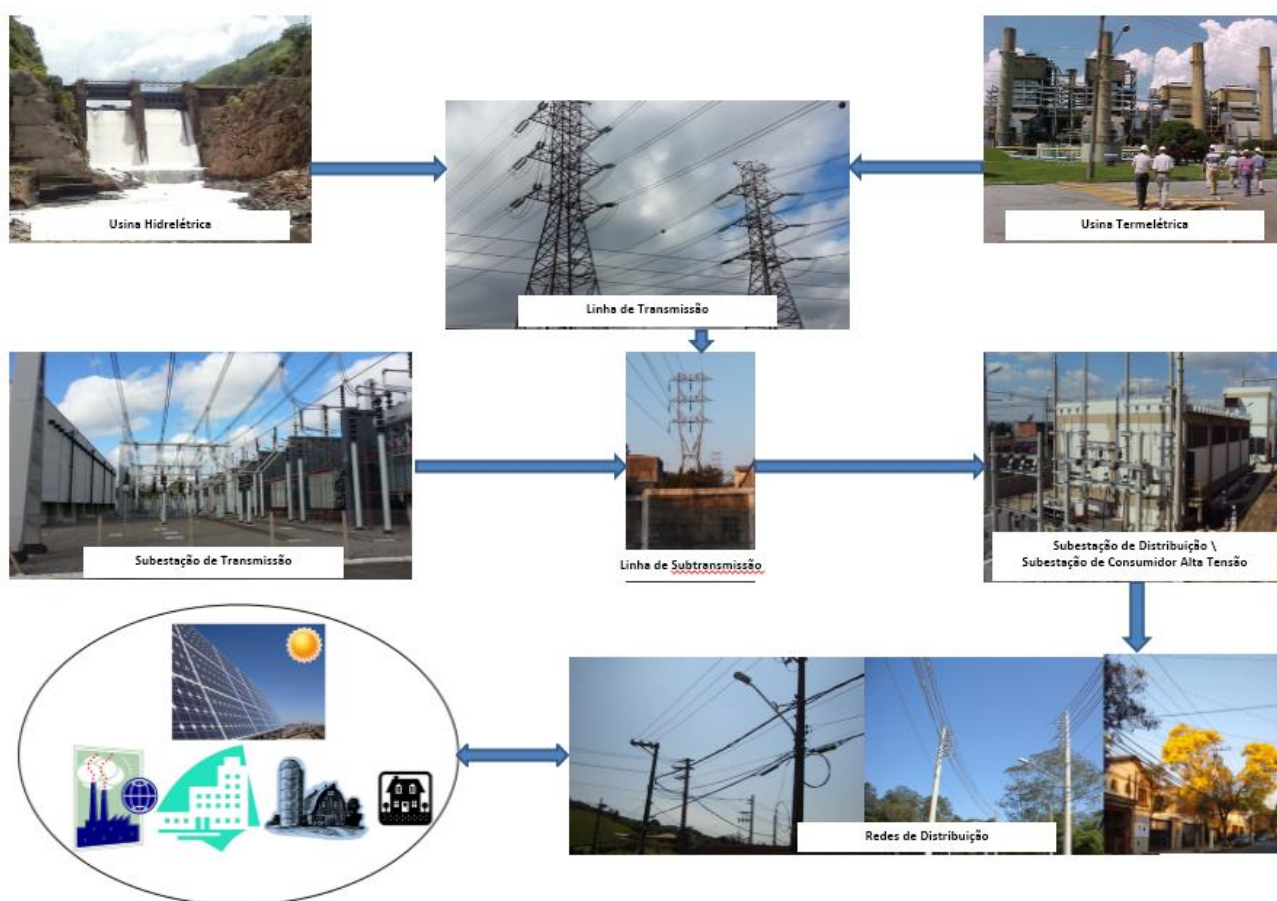 Usina Hidrelétrica
Usina Termelétrica
Linha de Transmissão
Subestação de Transmissão
Linha de Subtransmissão
Subestação de Distribuição \
Subestação de Consumidor Alta Tensão
Redes de Distribuição